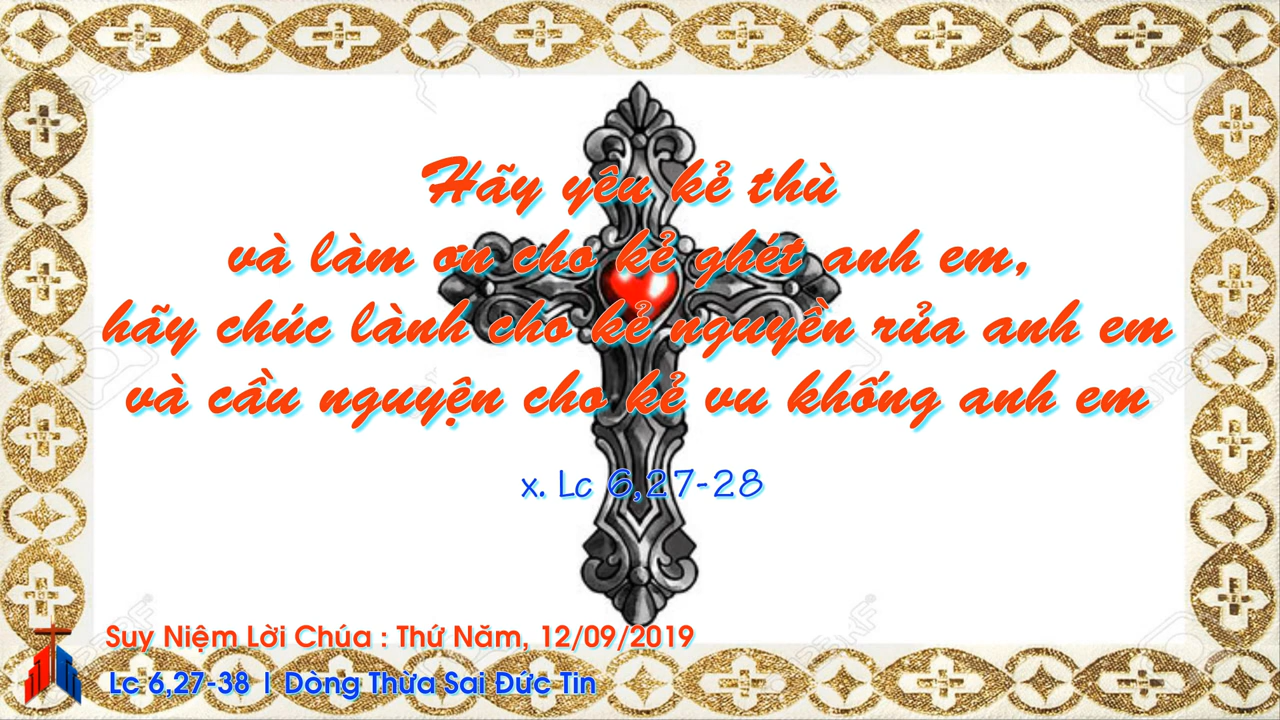 Hãy yêu kẻ thù
và làm ơn cho kẻ ghét anh em,
hãy chúc lành cho kẻ nguyền rủa anh em
và cầu nguyện cho kẻ vu khống anh em
x. Lc 6,27-28
Suy Niệm Lời Chúa : Thứ Năm, 12/09/2019
Lc 6,27-38 | Dòng Thừa Sai Đức Tin